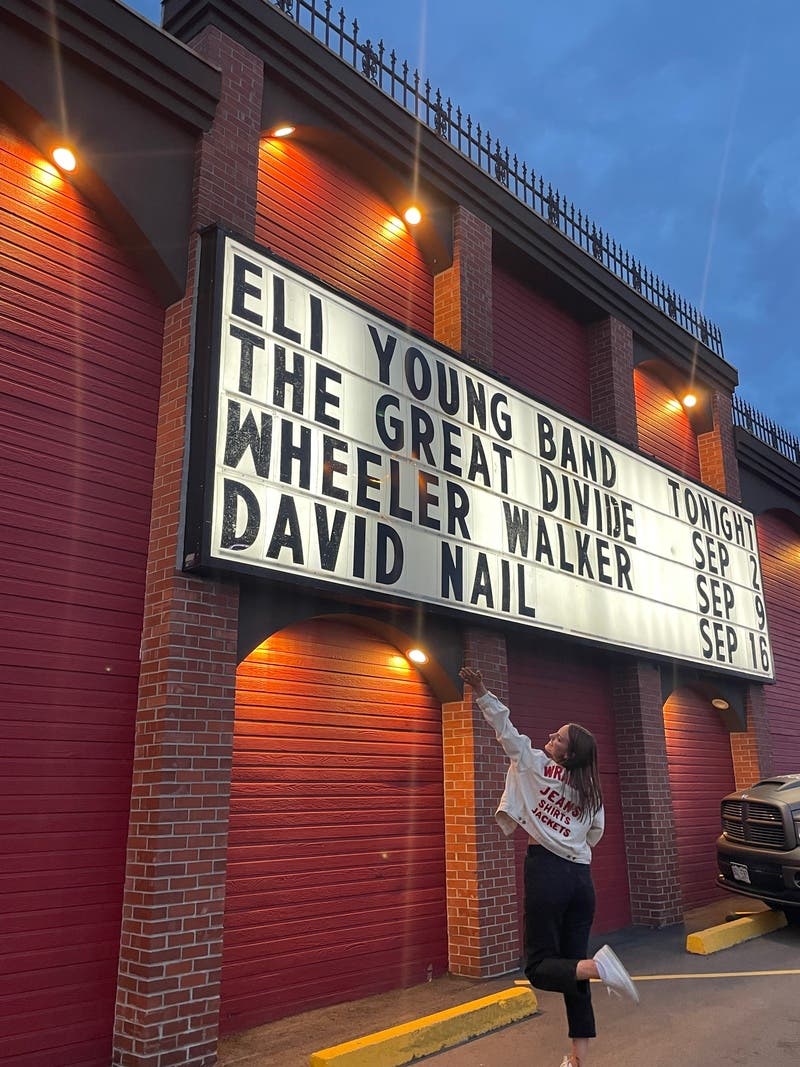 ELI YOUNG BAND TONIGHT
THE GREAT DIVIDE SEP 2
WHEELER WALKER SEP 9
DAVID NAIL SEP 16
JEANS
SHIRTS
JACKETS